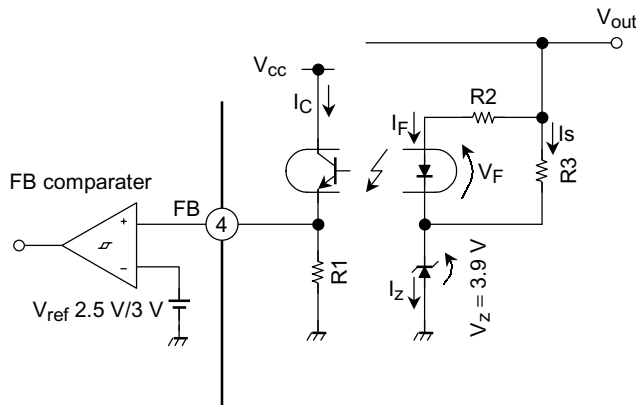 Vout
Vcc
IC
IF
R2
Is
VF
R3
FB comparater
FB
4
+
−
R1
Iz
Vz = 3.9 V
Vref 2.5 V/3 V